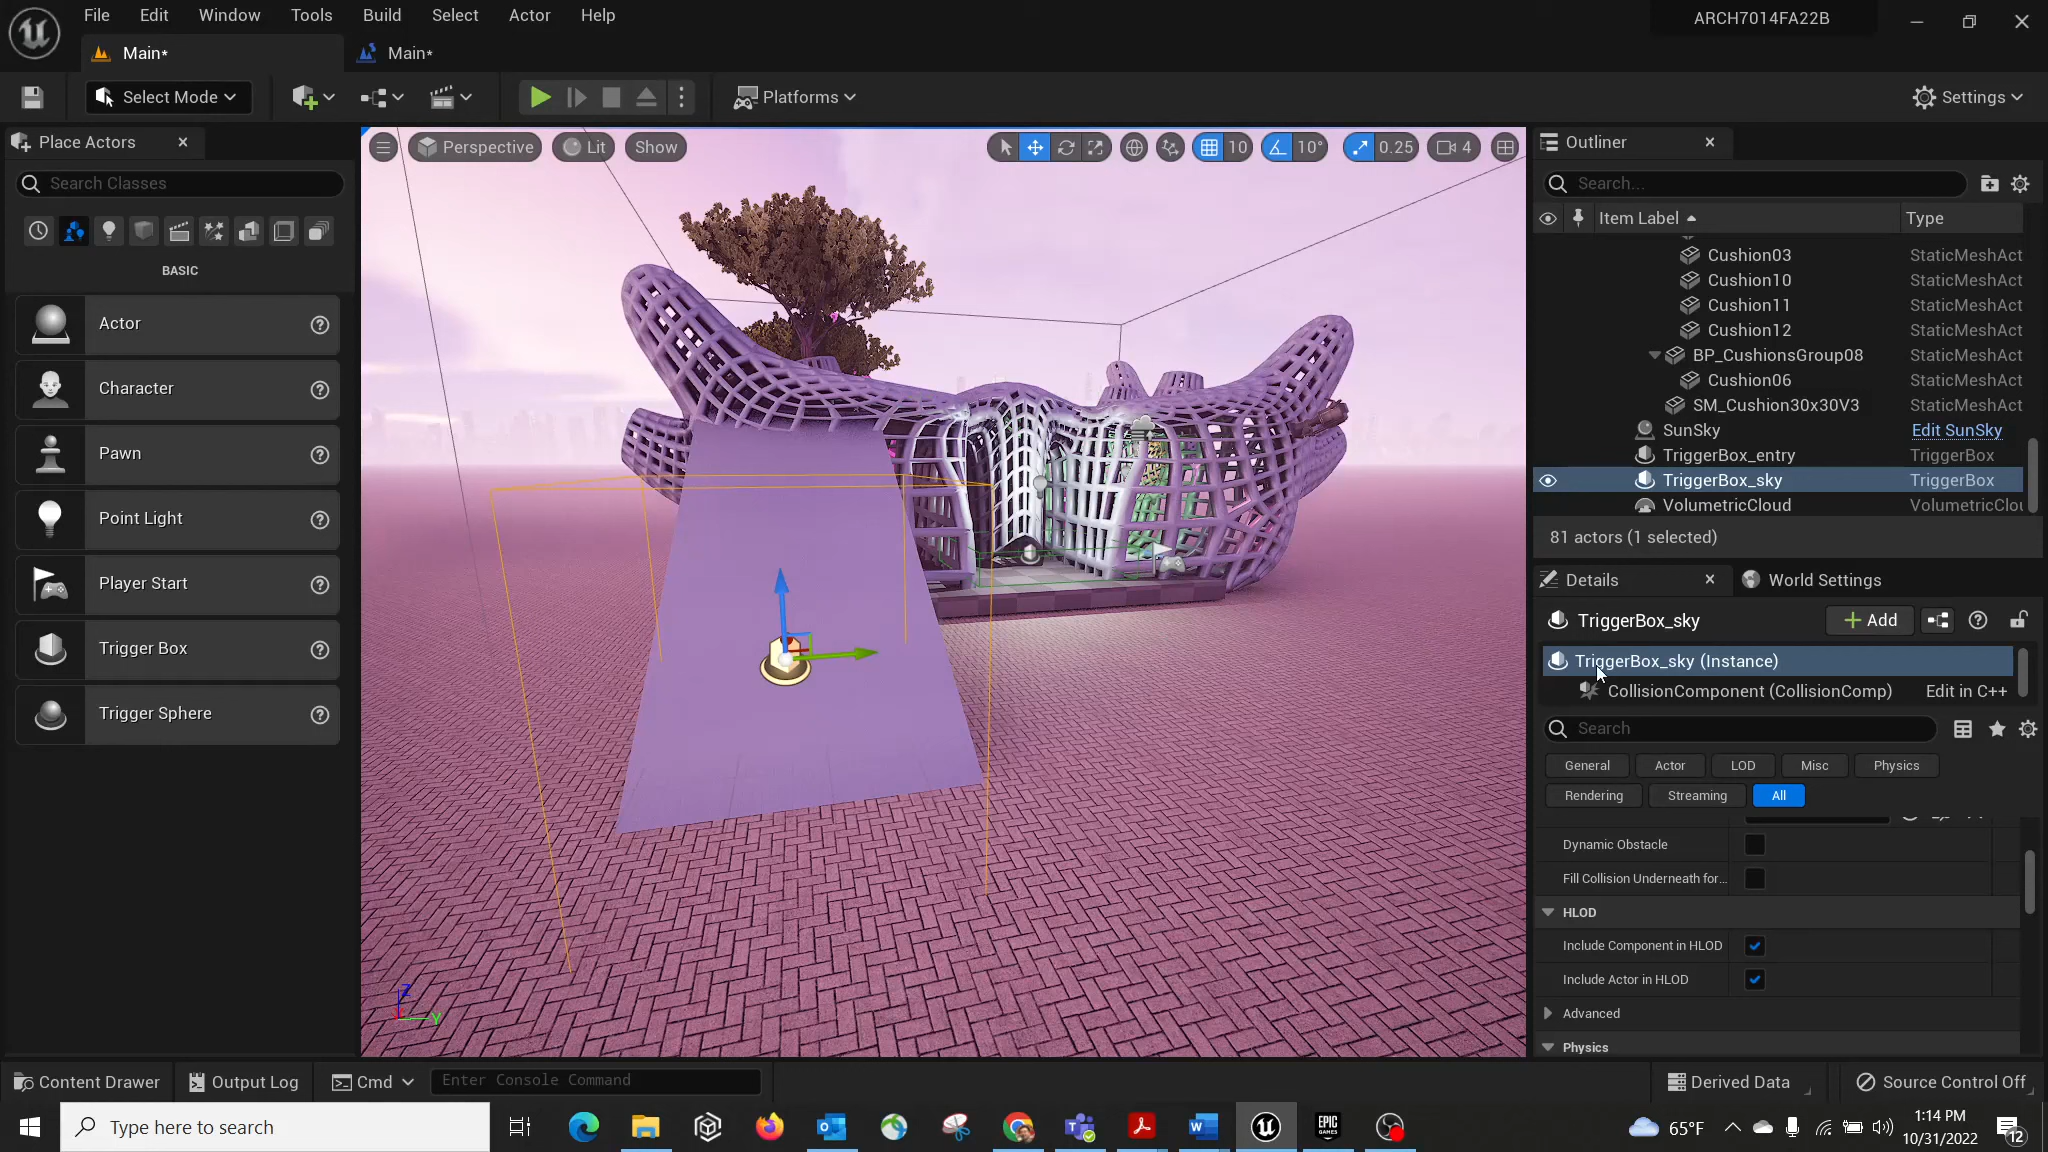 File Edit Window Tools Build Select Actor Help
ARCH7014FA22B
Main*
Main*
Select Mode
Platforms
Settings
Place Actors
Search Classes
BASIC
Actor
Character
Pawn
Point Light
Player Start
Trigger Box
Trigger Sphere
Perspective
Lit
Show
10
10°
0.25
4
Z
Y
Outliner
Search...
Item Label
Type
Cushion03 StaticMeshAct
Cushion10 StaticMeshAct
Cushion11 StaticMeshAct
Cushion12 StaticMeshAct
BP_CushionsGroup08 StaticMeshAct
Cushion06 StaticMeshAct
SM_Cushion30x30V3 StaticMeshAct
SunSky Edit SunSky
TriggerBox_entry TriggerBox
TriggerBox_sky TriggerBox
VolumetricCloud VolumetricClou
81 actors (1 selected)
Details
World Settings
TriggerBox_sky
Add
TriggerBox_sky (Instance)
CollisionComponent (CollisionComp) Edit in C++
Search
General Actor LOD Misc Physics
Rendering Streaming All
Dynamic Obstacle
Fill Collision Underneath for...
HLOD
Include Component in HLOD
Include Actor in HLOD
Advanced
Physics
Content Drawer
Output Log
Cmd
Enter Console Command
Derived Data
Source Control Off
Type here to search
EPIC
GAMES
65°F
1:14 PM
10/31/2022
12